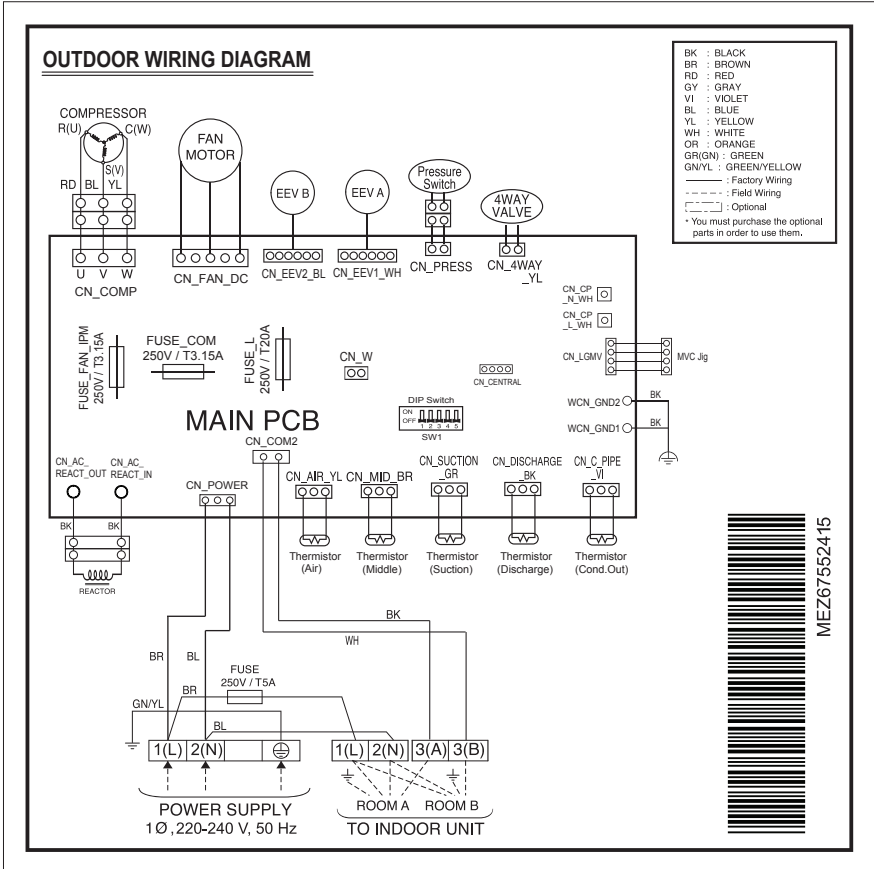 OUTDOOR WIRING DIAGRAM
BK : BLACK
BR : BROWN
RD : RED
GY : GRAY
VI : VIOLET
BL : BLUE
YL : YELLOW
WH : WHITE
OR : ORANGE
GR(GN) : GREEN
GN/YL : GREEN/YELLOW
: Factory Wiring
: Field Wiring
: Optional
* You must purchase the optional
parts in order to use them.
COMPRESSOR
R(U) C(W)
S(V)
RD BL YL
U V W
CN_COMP
FAN
MOTOR
CN_FAN_DC
EEV B
CN_EEV2_BL
EEV A
CN_EEV1_WH
Pressure
Switch
CN_PRESS
4WAY
VALVE
CN_4WAY
_YL
CN_CP
_N_WH
CN_CP
_L_WH
CN_LGMV
MVC Jig
WCN_GND2
BK
WCN_GND1
BK
FUSE_FAN_IPM
250V / T3.15A
FUSE_COM
250V / T3.15A
FUSE_L
250V / T20A
CN_W
CN_CENTRAL
DIP Switch
ON
OFF
1 2 3 4 5
SW1
MAIN PCB
CN_COM2
CN_AC_
REACT_OUT
CN_AC_
REACT_IN
CN_POWER
CN_AIR_YL
CN_MID_BR
CN_SUCTION
_GR
CN_DISCHARGE
_BK
CN_C_PIPE
_VI
BK BK
REACTOR
Thermistor
(Air)
Thermistor
(Middle)
Thermistor
(Suction)
Thermistor
(Discharge)
Thermistor
(Cond.Out)
BK
WH
BR BL
FUSE
250V / T5A
BR
GN/YL
BL
1(L) 2(N)
1(L) 2(N) 3(A) 3(B)
ROOM A ROOM B
POWER SUPPLY
1Ø, 220-240 V, 50 Hz
TO INDOOR UNIT
MEZ67552415